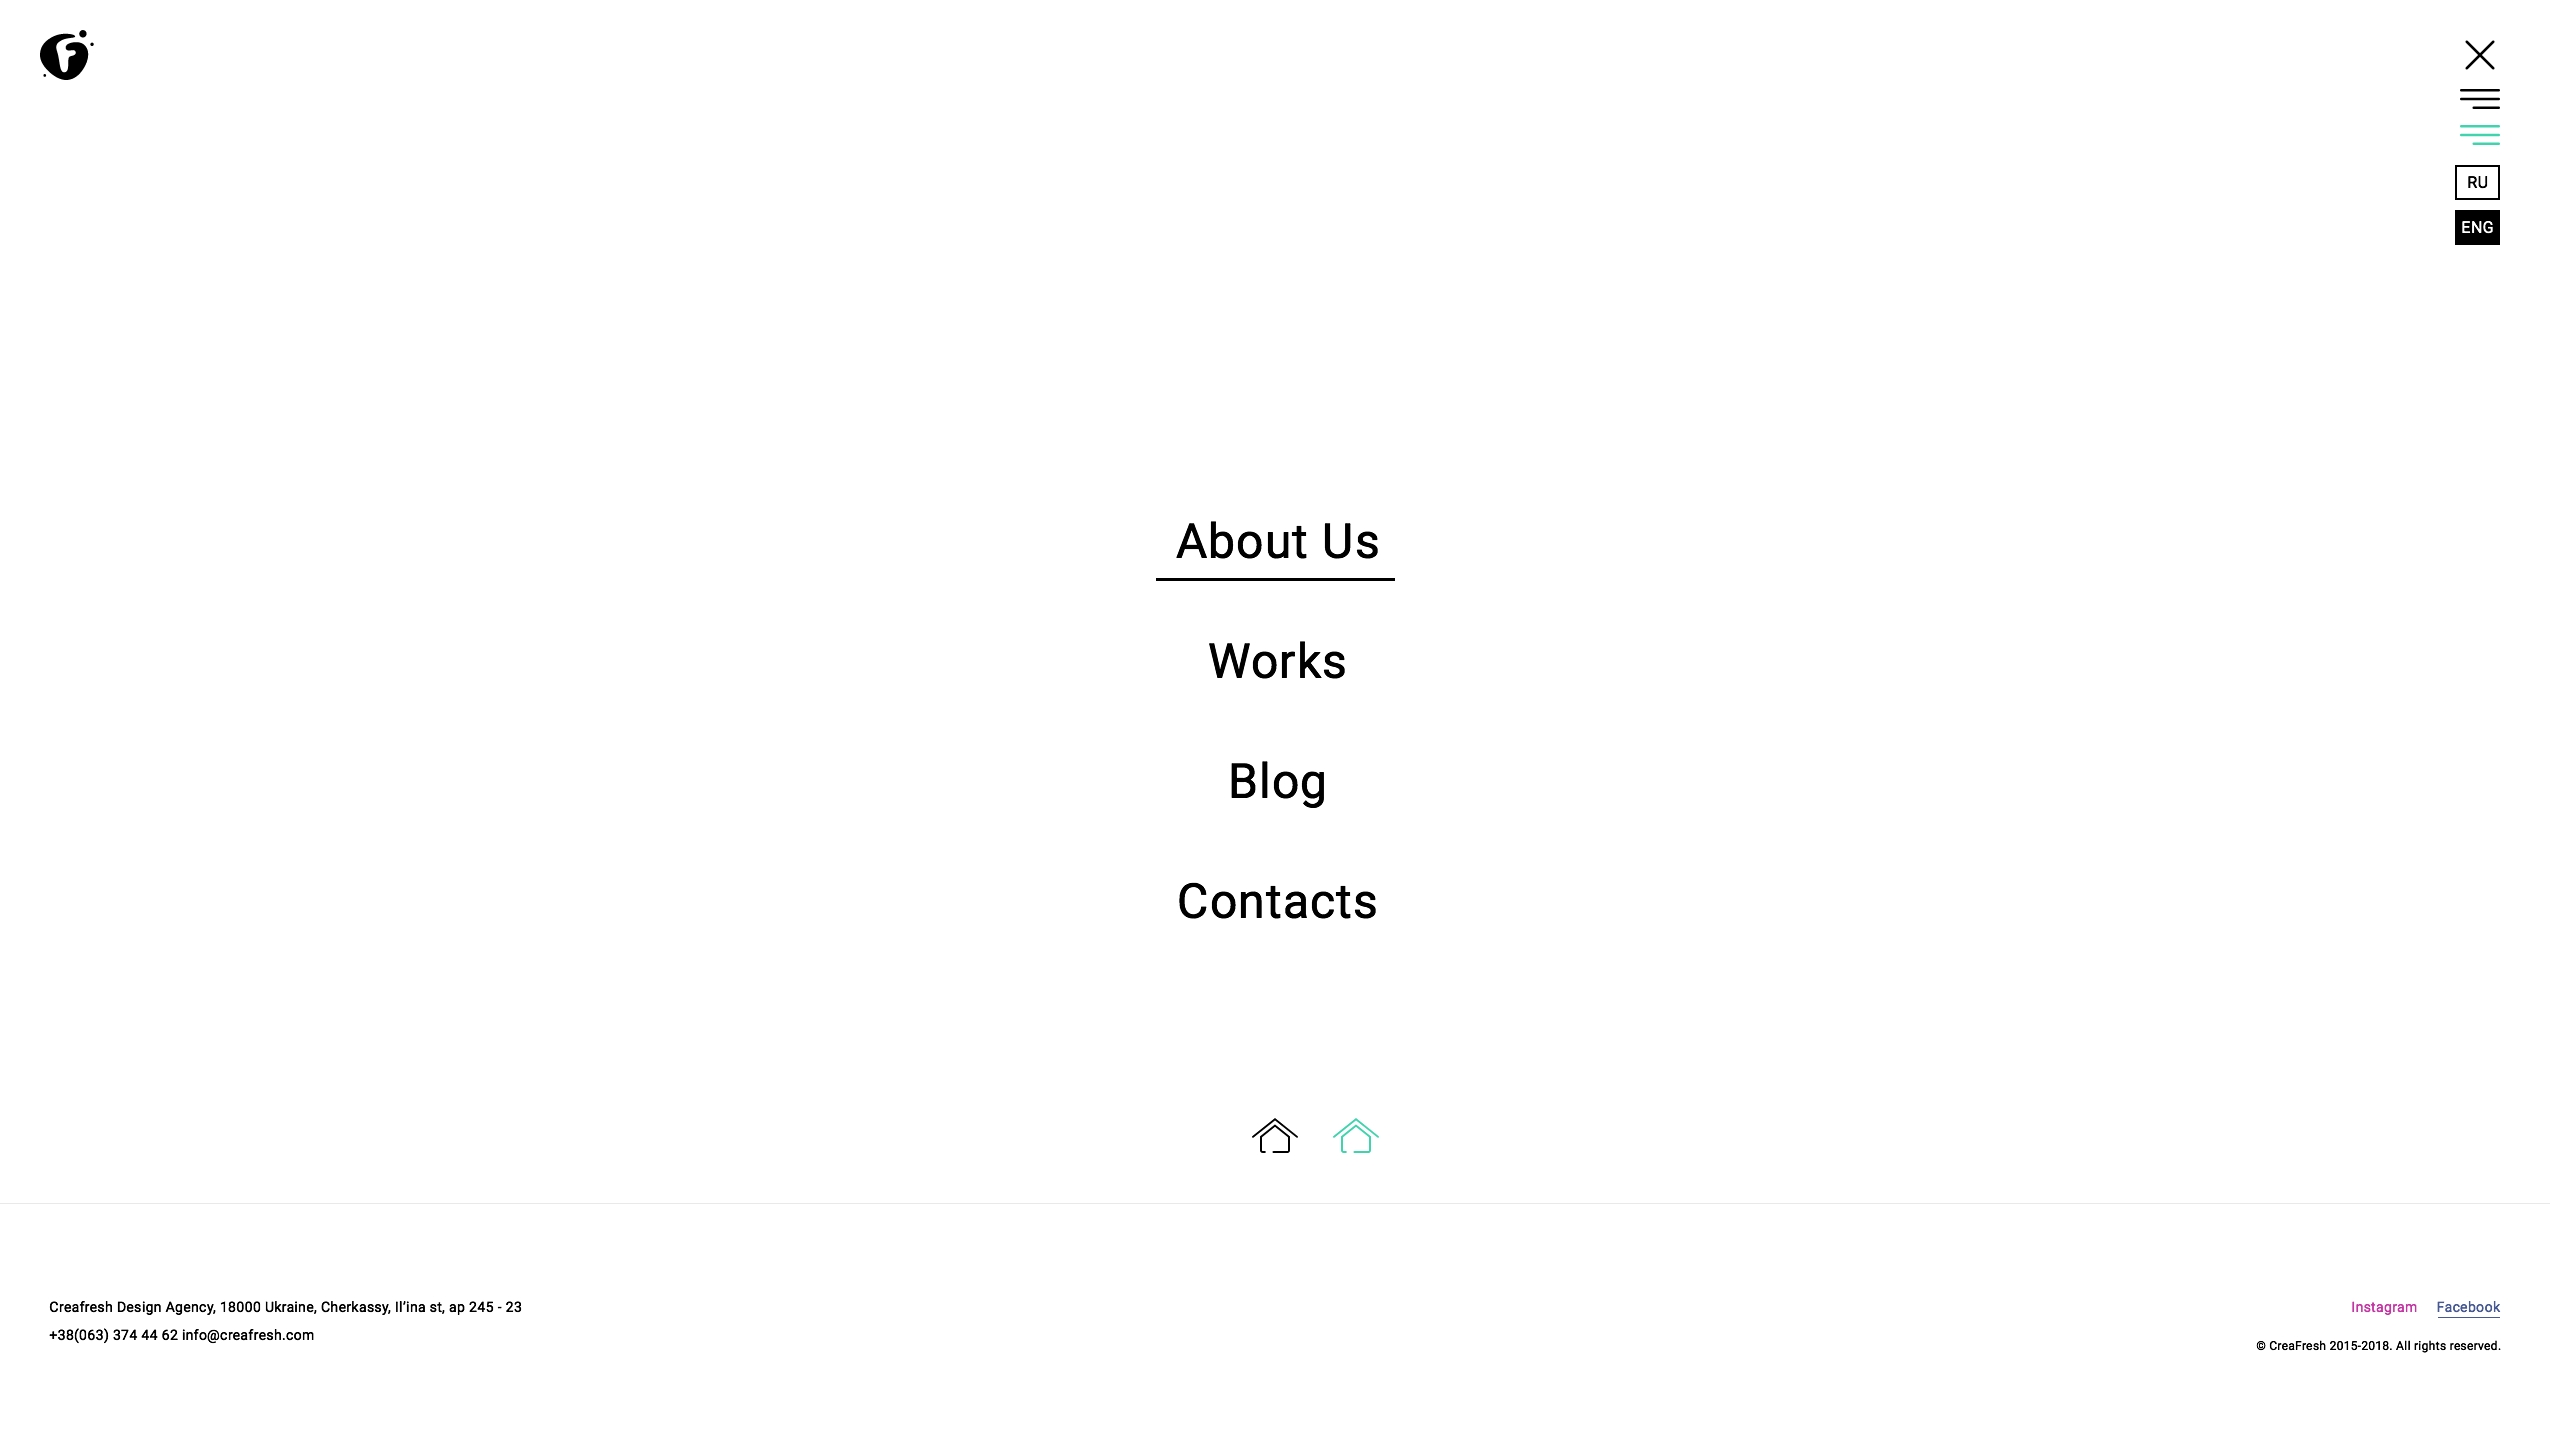 F
RU
ENG
About Us
Works
Blog
Contacts
Creafresh Design Agency, 18000 Ukraine, Cherkassy, Il'ina st, ap 245 - 23
+38(063) 374 44 62 info@creafresh.com
Instagram Facebook
© CreaFresh 2015-2018. All rights reserved.